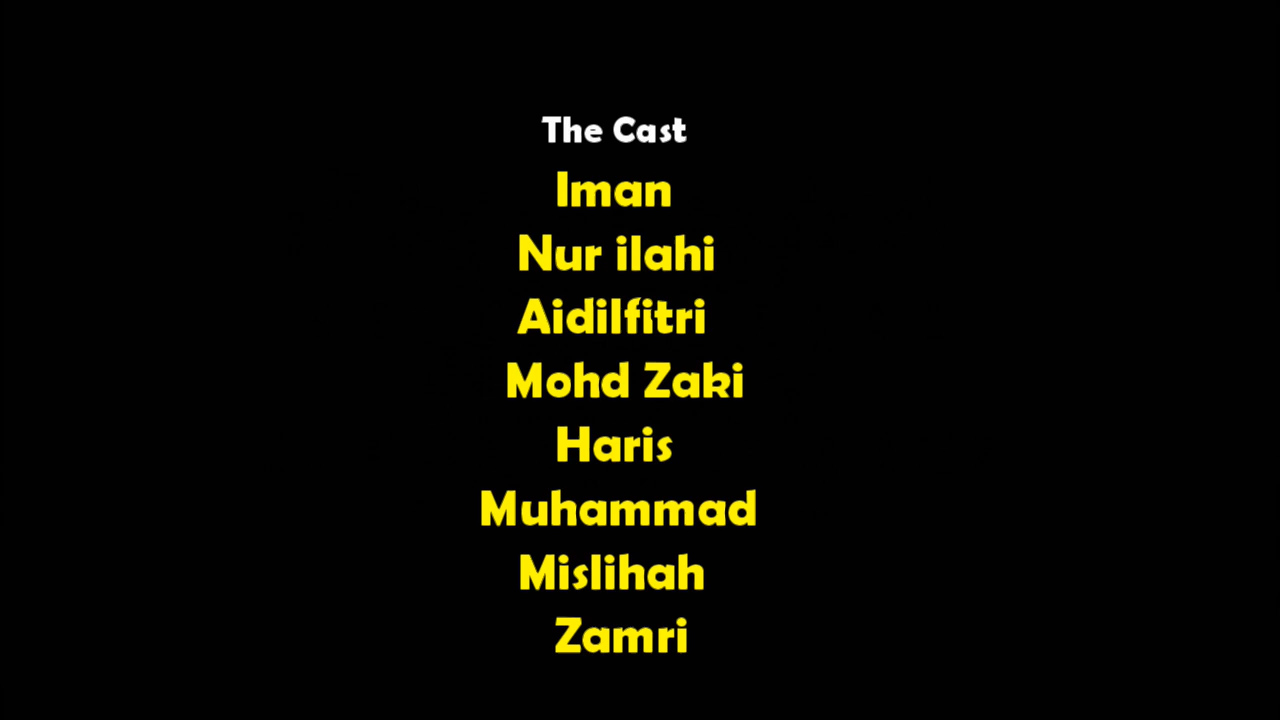 The Cast
Iman
Nur ilahi
Aidilfitri
Mohd Zaki
Haris
Muhammad
Mislihah
Zamri